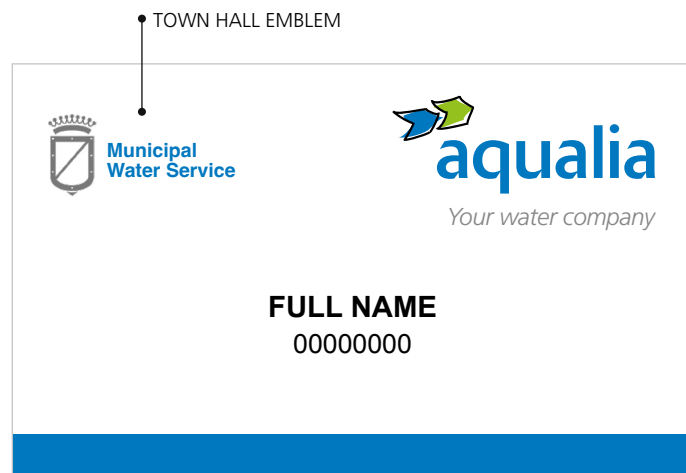 TOWN HALL EMBLEM
Municipal
Water Service
aqualia
Your water company
FULL NAME
00000000